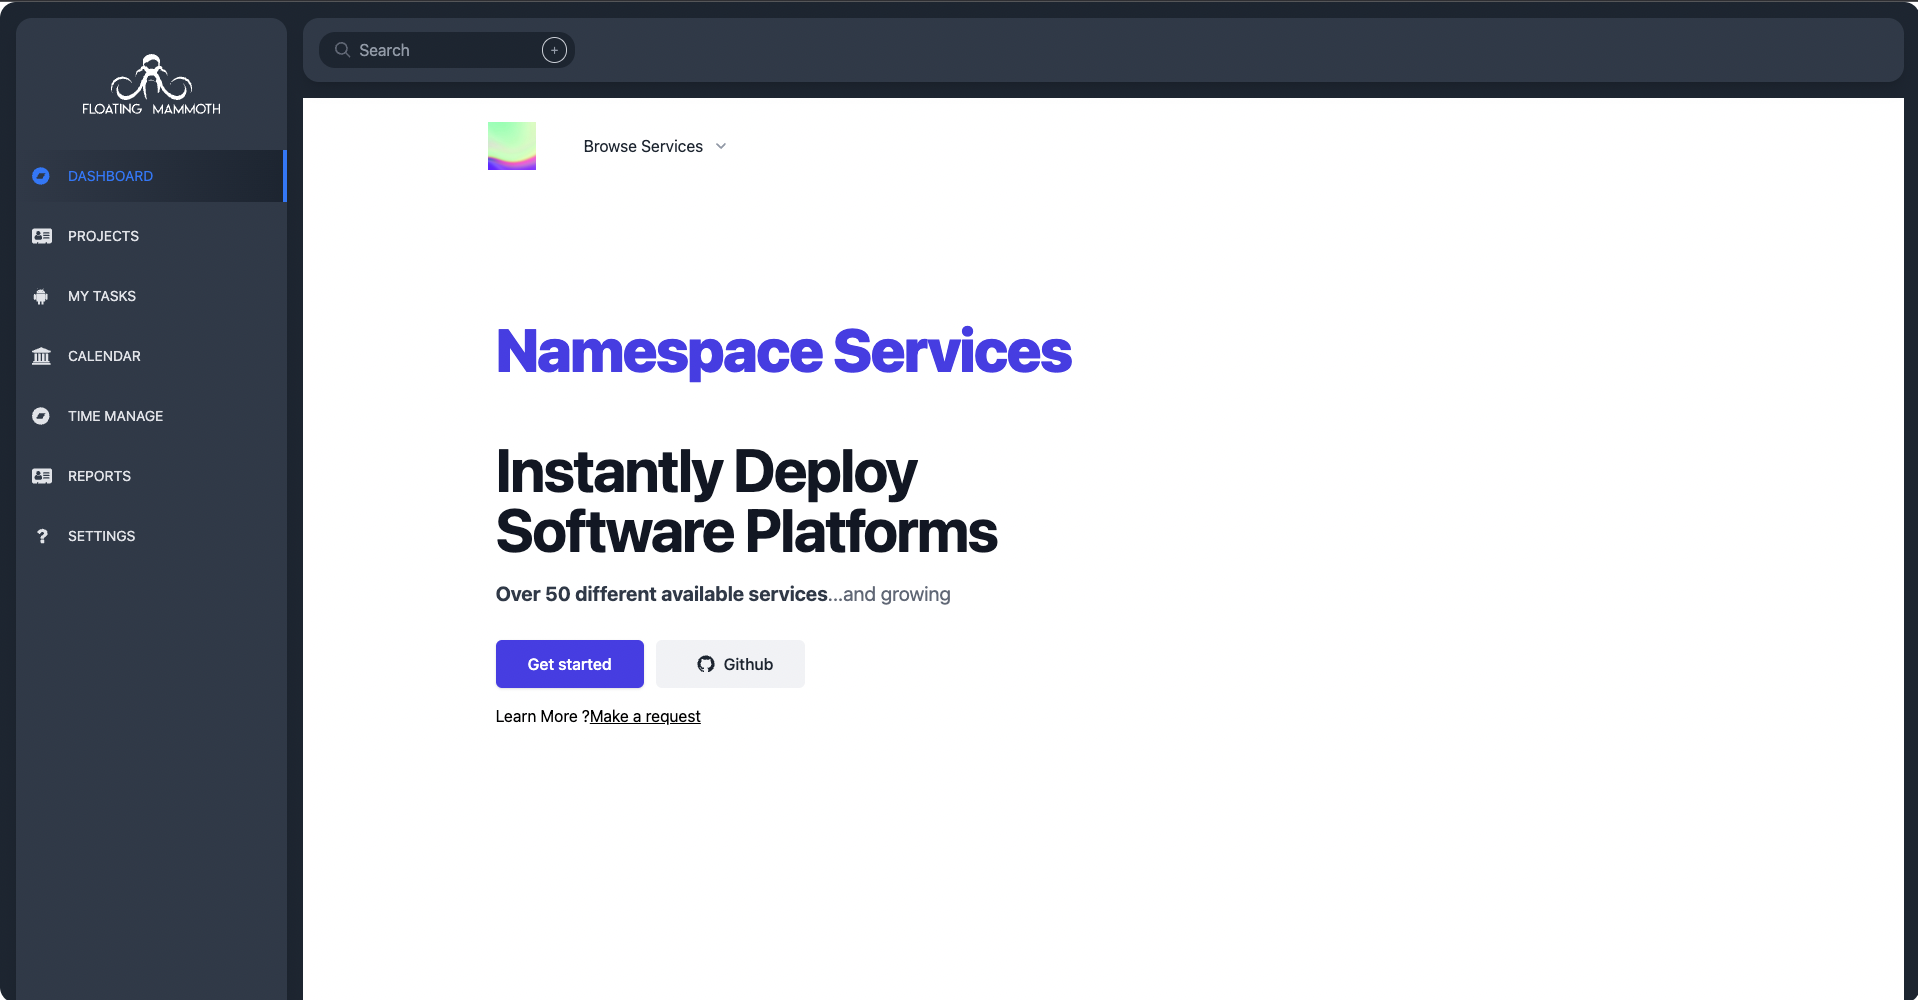 FLOATING MAMMOTH
DASHBOARD
PROJECTS
MY TASKS
CALENDAR
TIME MANAGE
REPORTS
SETTINGS
Search
+
Browse Services
Namespace Services
Instantly Deploy
Software Platforms
Over 50 different available services...and growing
Get started
Github
Learn More ?Make a request